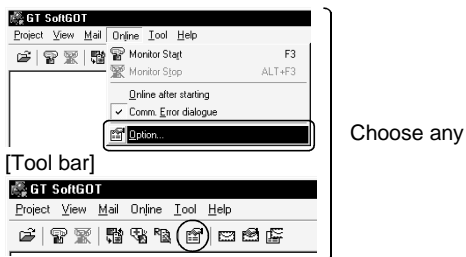 GT SoftGOT
Project View Mail Online Tool Help
Monitor Start F3
Monitor Stop ALT+F3
Online after starting
Comm. Error dialogue
Option...
Choose any
[Tool bar]
GT SoftGOT
Project View Mail Online Tool Help